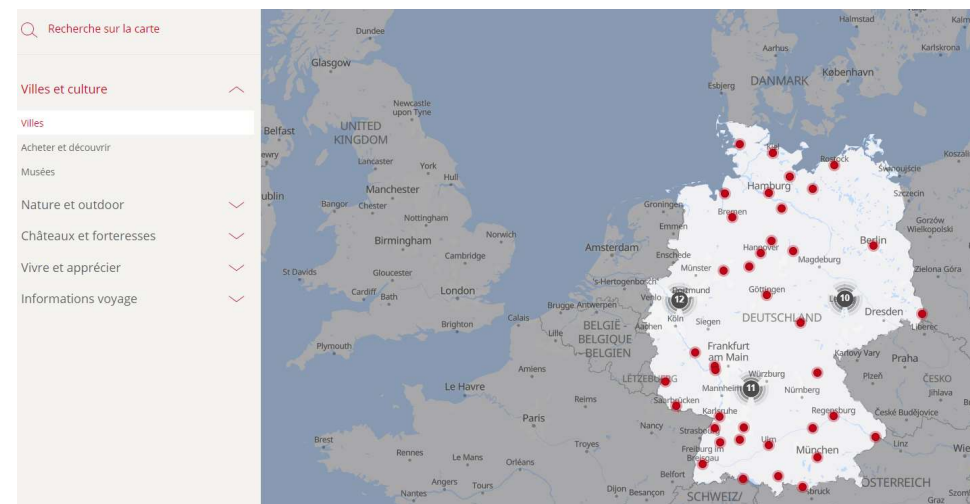 Recherche sur la carte
Villes et culture
Villes
Acheter et découvrir
Musées
Nature et outdoor
Châteaux et forteresses
Vivre et apprécier
Informations voyage
Dundee
Glasgow
Newcastle
upon Tyne
Belfast
UNITED
KINGDOM
Lancaster
York
Hull
Manchester
Bangor
Chester
Nottingham
Birmingham
Norwich
Cambridge
St Davids
Gloucester
Cardiff
Bath
London
Brighton
Calais
Plymouth
Le Havre
Amiens
Reims
Paris
Brest
Rennes
Le Mans
Orléans
Troyes
Angers
Tours
Nantes
Dijon
Besançon
Nancy
Belfort
Lille
Brugge
Antwerpen
BELGIË -
BELGIQUE
- BELGIEN
Amsterdam
's-Hertogenbosch
Venlo
Enschede
Emmen
Groningen
Halmstad
Karlskrona
Aarhus
DANMARK
København
Esbjerg
Rostock
Świnoujście
Szczecin
Hamburg
Bremen
Gorzów
Wielkopolski
Berlin
Hannover
Magdeburg
Zielona Góra
Münster
Dortmund
12
Göttingen
10
Köln
Aachen
Siegen
DEUTSCHLAND
Dresden
Liberec
Frankfurt
am Main
Karlovy Vary
Praha
LËTZEBUERG
Würzburg
Plzeň
ČESKO
Mannheim
11
Nürnberg
Jihlava
Saarbrücken
Karlsruhe
Regensburg
České Budějovice
Strasbourg
Ulm
München
Linz
Freiburg im
Breisgau
ÖSTERREICH
SCHWEIZ/
Graz